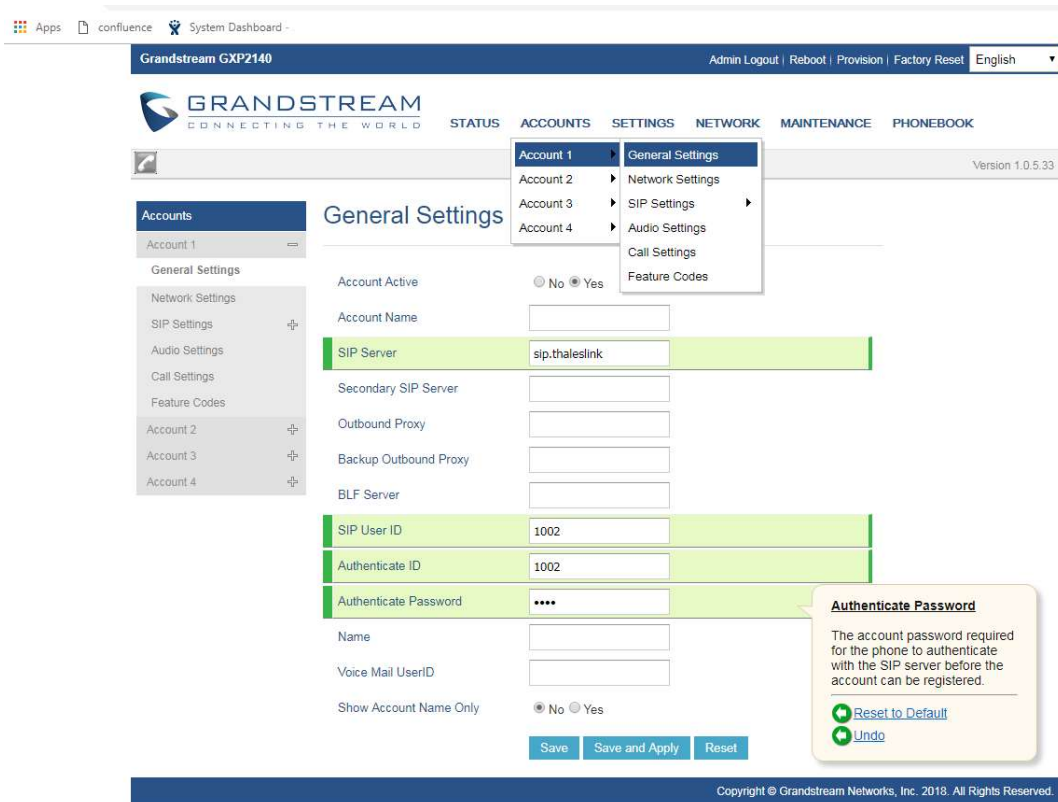 Apps confluence System Dashboard -
Grandstream GXP2140 Admin Logout | Reboot | Provision | Factory Reset English
GRANDSTREAM
CONNECTING THE WORLD
STATUS ACCOUNTS SETTINGS NETWORK MAINTENANCE PHONEBOOK
Account 1 General Settings
Version 1.0.5.33
Account 2 Network Settings
Account 3 SIP Settings
Account 4 Audio Settings
Call Settings
Feature Codes
Accounts
Account 1
General Settings
Network Settings
SIP Settings
Audio Settings
Call Settings
Feature Codes
Account 2
Account 3
Account 4
General Settings
Account Active No Yes
Account Name
SIP Server sip.thaleslink
Secondary SIP Server
Outbound Proxy
Backup Outbound Proxy
BLF Server
SIP User ID 1002
Authenticate ID 1002
Authenticate Password ••••
Name
Voice Mail UserID
Show Account Name Only No Yes
Save Save and Apply Reset
Authenticate Password
The account password required
for the phone to authenticate
with the SIP server before the
account can be registered.
Reset to Default
Undo
Copyright © Grandstream Networks, Inc. 2018. All Rights Reserved.